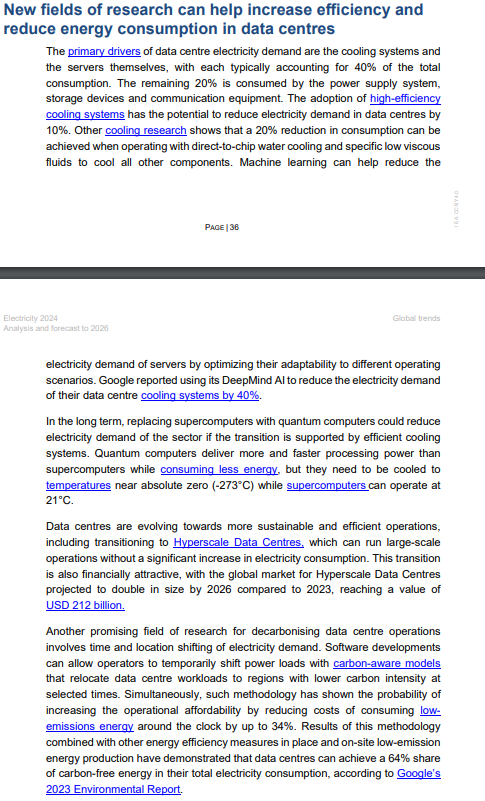 New fields of research can help increase efficiency and
reduce energy consumption in data centres
The primary drivers of data centre electricity demand are the cooling systems and
the servers themselves, with each typically accounting for 40% of the total
consumption. The remaining 20% is consumed by the power supply system,
storage devices and communication equipment. The adoption of high-efficiency
cooling systems has the potential to reduce electricity demand in data centres by
10%. Other cooling research shows that a 20% reduction in consumption can be
achieved when operating with direct-to-chip water cooling and specific low viscous
fluids to cool all other components. Machine learning can help reduce the
IEA. CC BY 4.0.
PAGE | 36
Electricity 2024
Analysis and forecast to 2026
Global trends
electricity demand of servers by optimizing their adaptability to different operating
scenarios. Google reported using its DeepMind AI to reduce the electricity demand
of their data centre cooling systems by 40%.
In the long term, replacing supercomputers with quantum computers could reduce
electricity demand of the sector if the transition is supported by efficient cooling
systems. Quantum computers deliver more and faster processing power than
supercomputers while consuming less energy, but they need to be cooled to
temperatures near absolute zero (-273°C) while supercomputers can operate at
21°C.
Data centres are evolving towards more sustainable and efficient operations,
including transitioning to Hyperscale Data Centres, which can run large-scale
operations without a significant increase in electricity consumption. This transition
is also financially attractive, with the global market for Hyperscale Data Centres
projected to double in size by 2026 compared to 2023, reaching a value of
USD 212 billion.
Another promising field of research for decarbonising data centre operations
involves time and location shifting of electricity demand. Software developments
can allow operators to temporarily shift power loads with carbon-aware models
that relocate data centre workloads to regions with lower carbon intensity at
selected times. Simultaneously, such methodology has shown the probability of
increasing the operational affordability by reducing costs of consuming low-
emissions energy around the clock by up to 34%. Results of this methodology
combined with other energy efficiency measures in place and on-site low-emission
energy production have demonstrated that data centres can achieve a 64% share
of carbon-free energy in their total electricity consumption, according to Google's
2023 Environmental Report.